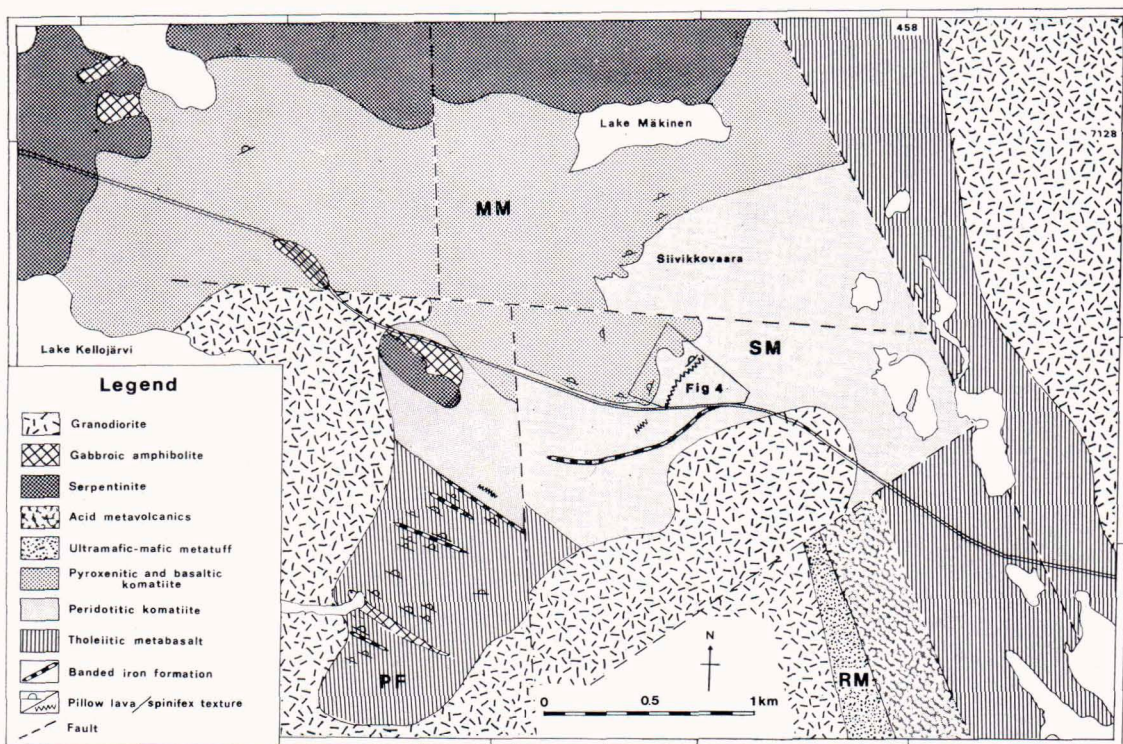 458
7128
Lake Mäkinen
MM
Siivikkovaara
SM
Lake Kellojärvi
Fig 4
Legend
Granodiorite
Gabbroic amphibolite
Serpentinite
Acid metavolcanics
Ultramafic-mafic metatuff
Pyroxenitic and basaltic
komatiite
Peridotitic komatiite
Tholeiitic metabasalt
Banded iron formation
Pillow lava / spinifex texture
Fault
PF
RM
N
0 0.5 1km